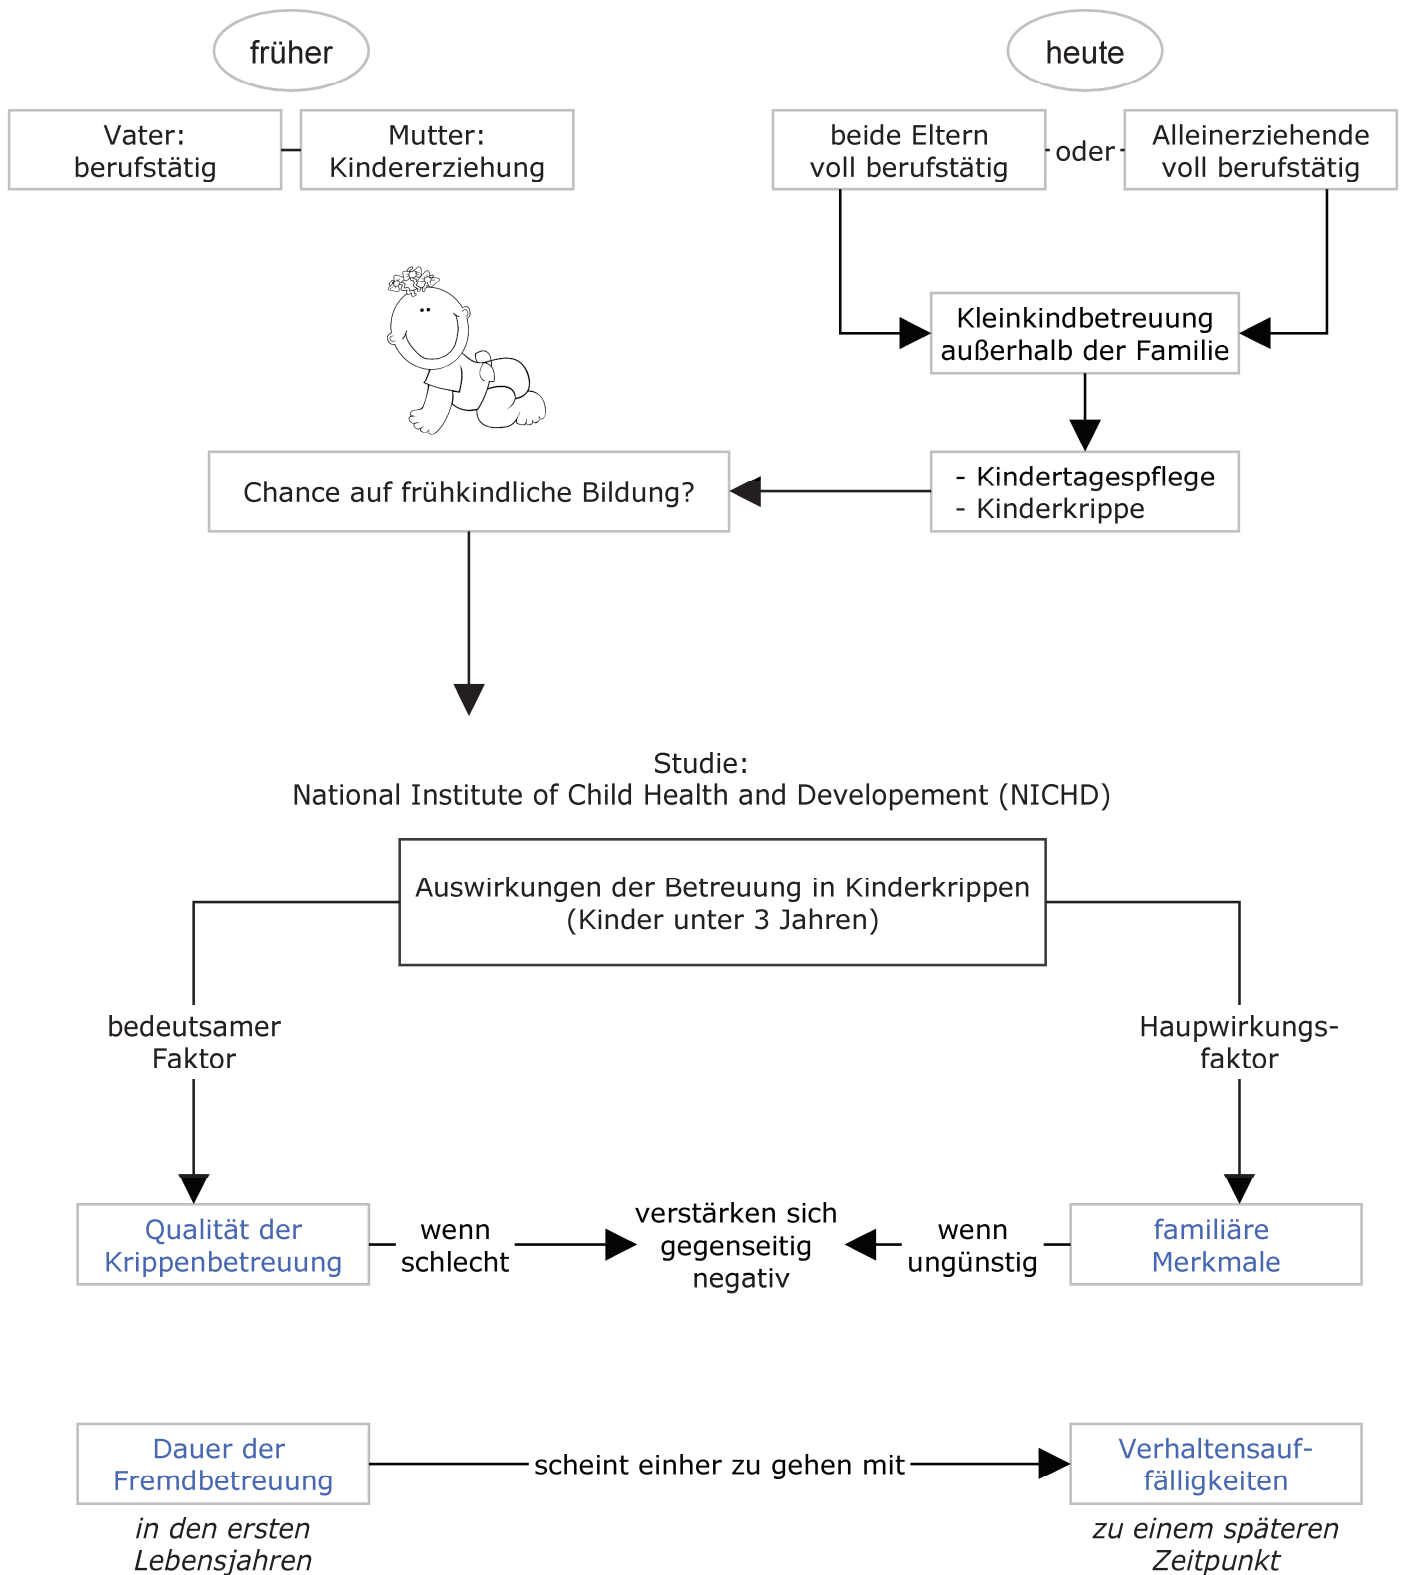 früher
heute
Vater:
berufstätig
Mutter:
Kindererziehung
beide Eltern
voll berufstätig
oder
Alleinerziehende
voll berufstätig
Kleinkindbetreuung
außerhalb der Familie
- Kindertagespflege
- Kinderkrippe
Chance auf frühkindliche Bildung?
Studie:
National Institute of Child Health and Developement (NICHD)
Auswirkungen der Betreuung in Kinderkrippen
(Kinder unter 3 Jahren)
bedeutsamer
Faktor
Haupwirkungs-
faktor
Qualität der
Krippenbetreuung
wenn
schlecht
verstärken sich
gegenseitig
negativ
wenn
ungünstig
familiäre
Merkmale
Dauer der
Fremdbetreuung
scheint einher zu gehen mit
Verhaltensauf-
fälligkeiten
in den ersten
Lebensjahren
zu einem späteren
Zeitpunkt